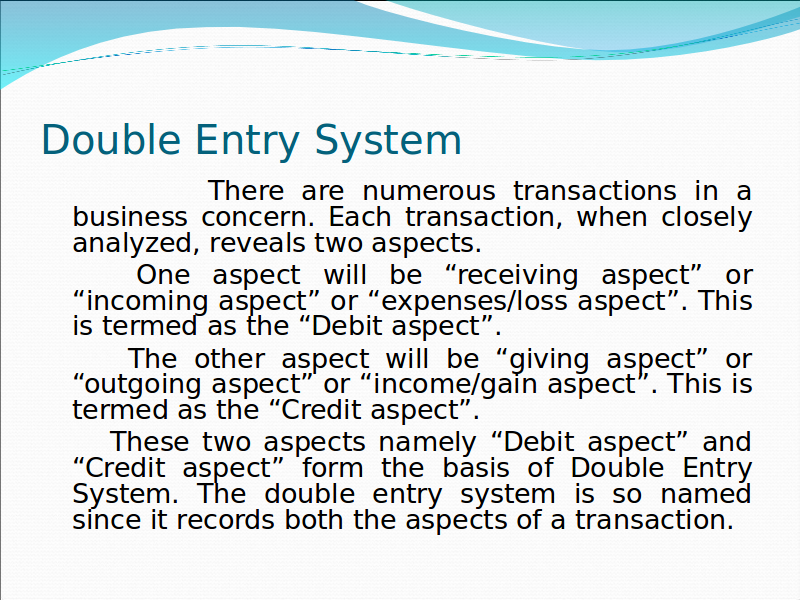 Double Entry System
There are numerous transactions in a
business concern. Each transaction, when closely
analyzed, reveals two aspects.
One aspect will be “receiving aspect” or
“incoming aspect” or “expenses/loss aspect”. This
is termed as the “Debit aspect”.
The other aspect will be “giving aspect” or
“outgoing aspect” or “income/gain aspect”. This is
termed as the “Credit aspect”.
These two aspects namely “Debit aspect” and
“Credit aspect” form the basis of Double Entry
System. The double entry system is so named
since it records both the aspects of a transaction.